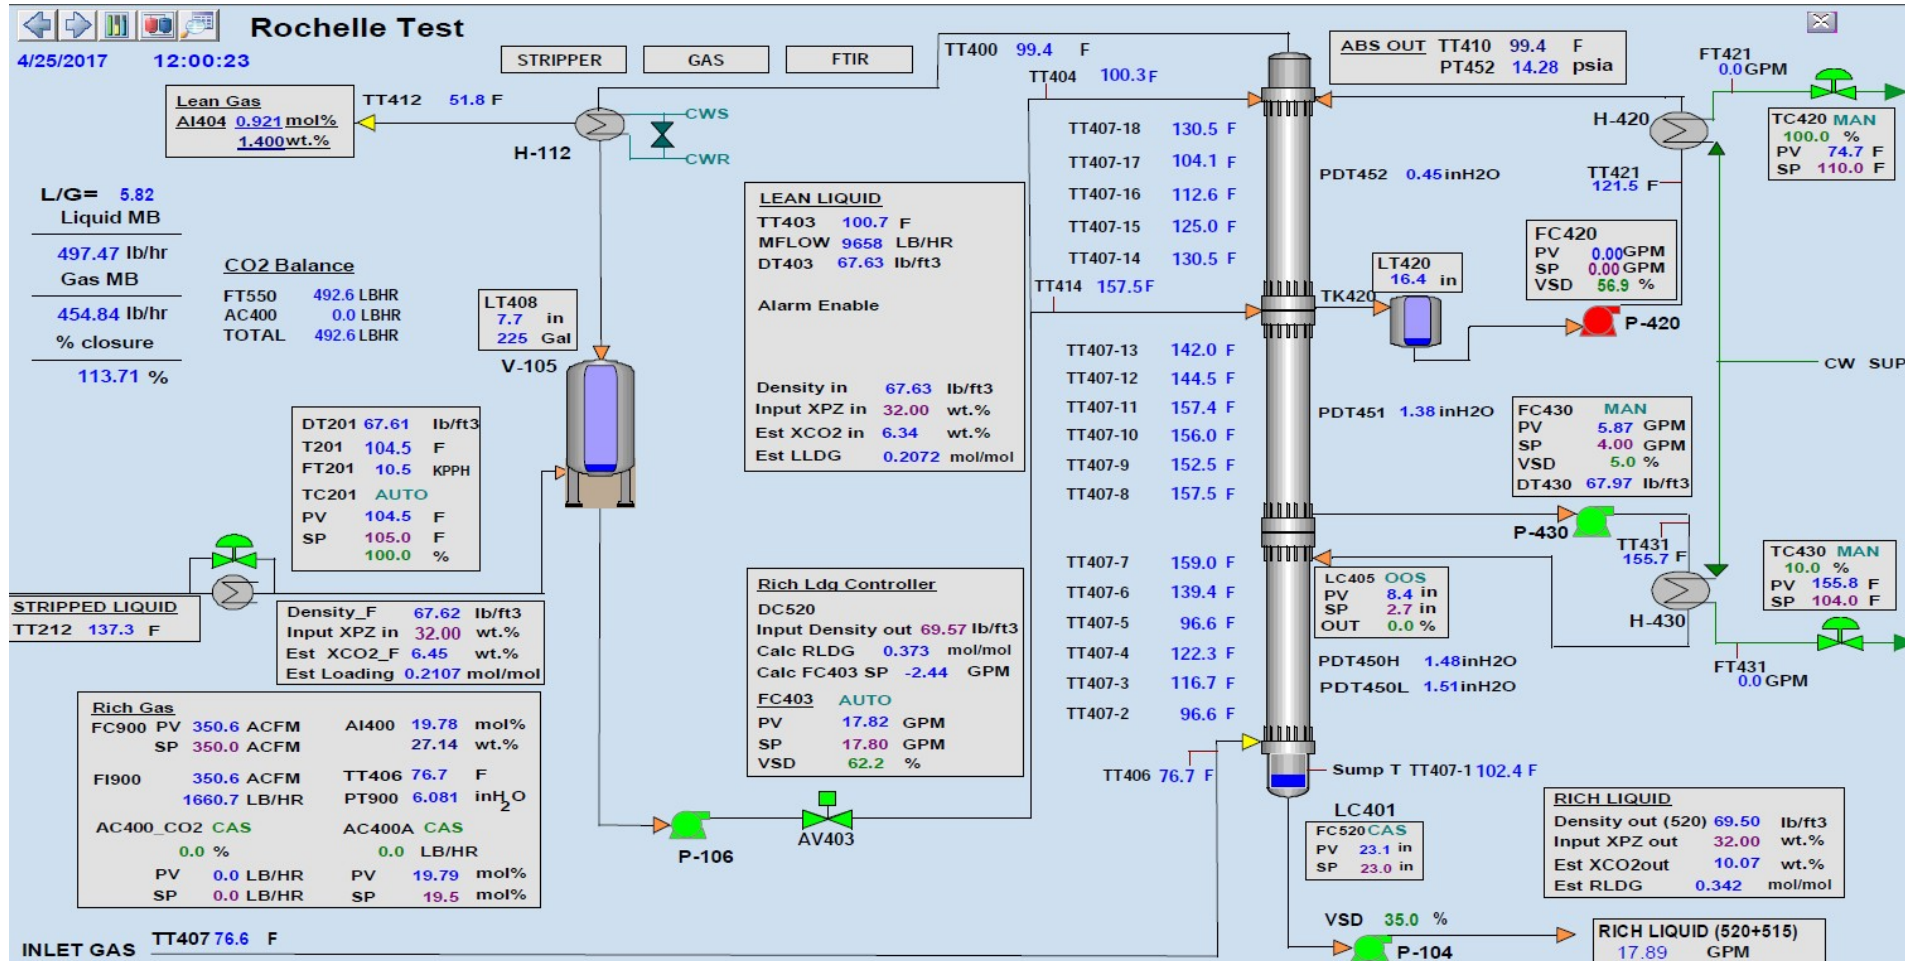 Rochelle Test
4/25/2017 12:00:23
STRIPPER GAS FTIR
TT400 99.4 F
TT404 100.3 F
ABS OUT TT410 99.4 F
PT452 14.28 psia
FT421
0.0 GPM
Lean Gas
AI404 0.921 mol%
1.400 wt.%
TT412 51.8 F
CWS
CWR
H-112
H-420
TC420 MAN
100.0 %
PV 74.7 F
SP 110.0 F
TT421
121.5 F
L/G= 5.82
Liquid MB
497.47 lb/hr
Gas MB
454.84 lb/hr
% closure
113.71 %
CO2 Balance
FT550 492.6 LBHR
AC400 0.0 LBHR
TOTAL 492.6 LBHR
LT408
7.7 in
225 Gal
V-105
LEAN LIQUID
TT403 100.7 F
MFLOW 9658 LB/HR
DT403 67.63 lb/ft3
Alarm Enable
Density in 67.63 lb/ft3
Input XPZ in 32.00 wt.%
Est XCO2 in 6.34 wt.%
Est LLDG 0.2072 mol/mol
TT407-18 130.5 F
TT407-17 104.1 F
TT407-16 112.6 F
TT407-15 125.0 F
TT407-14 130.5 F
TT414 157.5 F
TT407-13 142.0 F
TT407-12 144.5 F
TT407-11 157.4 F
TT407-10 156.0 F
TT407-9 152.5 F
TT407-8 157.5 F
TT407-7 159.0 F
TT407-6 139.4 F
TT407-5 96.6 F
TT407-4 122.3 F
TT407-3 116.7 F
TT407-2 96.6 F
PDT452 0.45 inH2O
LT420
16.4 in
TK420
FC420
PV 0.00 GPM
SP 0.00 GPM
VSD 56.9 %
P-420
CW SUP
PDT451 1.38 inH2O
FC430 MAN
PV 5.87 GPM
SP 4.00 GPM
VSD 5.0 %
DT430 67.97 lb/ft3
P-430
TT431
155.7 F
TC430 MAN
10.0 %
PV 155.8 F
SP 104.0 F
H-430
FT431
0.0 GPM
LC405 OOS
PV 8.4 in
SP 2.7 in
OUT 0.0 %
PDT450H 1.48 inH2O
PDT450L 1.51 inH2O
DT201 67.61 lb/ft3
T201 104.5 F
FT201 10.5 KPPH
TC201 AUTO
PV 104.5 F
SP 105.0 F
100.0 %
STRIPPED LIQUID
TT212 137.3 F
Density_F 67.62 lb/ft3
Input XPZ in 32.00 wt.%
Est XCO2_F 6.45 wt.%
Est Loading 0.2107 mol/mol
Rich Ldg Controller
DC520
Input Density out 69.57 lb/ft3
Calc RLDG 0.373 mol/mol
Calc FC403 SP -2.44 GPM
FC403 AUTO
PV 17.82 GPM
SP 17.80 GPM
VSD 62.2 %
Rich Gas
FC900 PV 350.6 ACFM AI400 19.78 mol%
SP 350.0 ACFM 27.14 wt.%
FI900 350.6 ACFM TT406 76.7 F
1660.7 LB/HR PT900 6.081 inH2O
AC400_CO2 CAS AC400A CAS
0.0 % 0.0 LB/HR
PV 0.0 LB/HR PV 19.79 mol%
SP 0.0 LB/HR SP 19.5 mol%
P-106
AV403
TT406 76.7 F
Sump T TT407-1 102.4 F
LC401
FC520 CAS
PV 23.1 in
SP 23.0 in
RICH LIQUID
Density out (520) 69.50 lb/ft3
Input XPZ out 32.00 wt.%
Est XCO2out 10.07 wt.%
Est RLDG 0.342 mol/mol
VSD 35.0 %
P-104
RICH LIQUID (520+515)
17.89 GPM
INLET GAS TT407 76.6 F